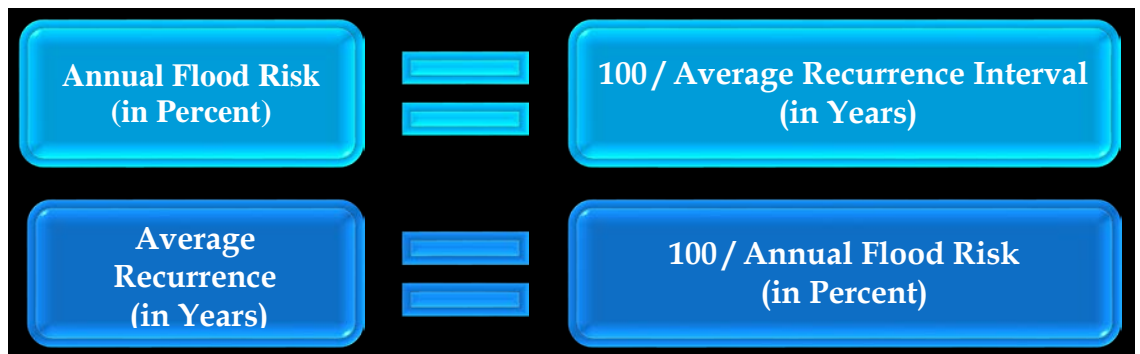 Annual Flood Risk
(in Percent)
=
100 / Average Recurrence Interval
(in Years)
Average
Recurrence
(in Years)
=
100 / Annual Flood Risk
(in Percent)